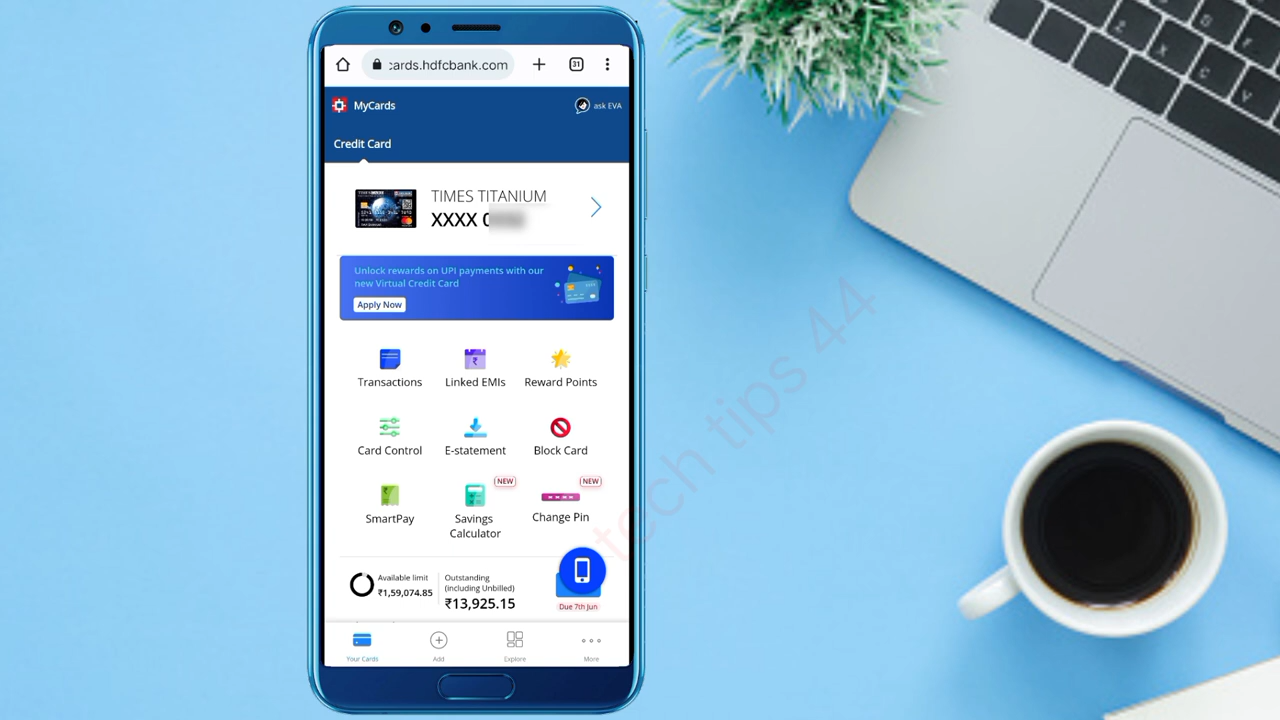 :ards.hdfcbank.com
31
MyCards
ask EVA
Credit Card
TIMES TITANIUM
XXXX
Unlock rewards on UPI payments with our
new Virtual Credit Card
Apply Now
Transactions
Linked EMIs
Reward Points
Card Control
E-statement
Block Card
NEW
NEW
SmartPay
Savings
Calculator
Change Pin
Available limit
₹1,59,074.85
Outstanding
(including Unbilled)
₹13,925.15
Due 7th Jun
Your Cards
Add
Explore
More
tech tips 44